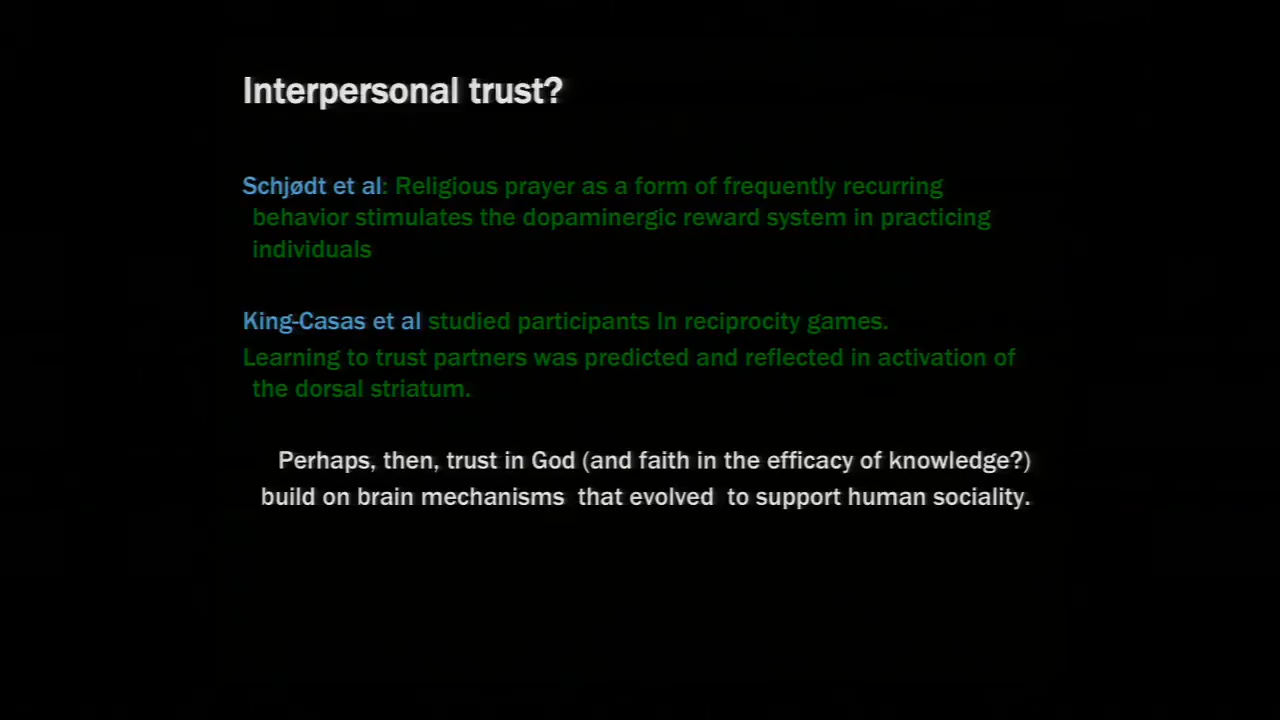 Interpersonal trust?
Schjødt et al: Religious prayer as a form of frequently recurring
behavior stimulates the dopaminergic reward system in practicing
individuals
King-Casas et al studied participants In reciprocity games.
Learning to trust partners was predicted and reflected in activation of
the dorsal striatum.
Perhaps, then, trust in God (and faith in the efficacy of knowledge?)
build on brain mechanisms that evolved to support human sociality.